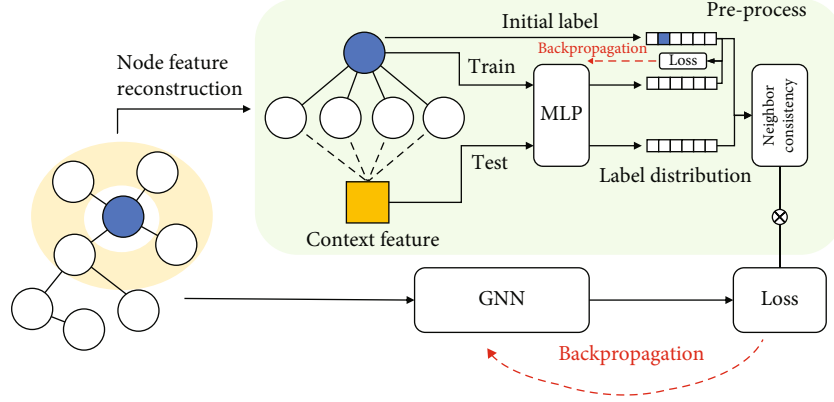 Initial label
Pre-process
Node feature
reconstruction
Backpropagation
Loss
Train
MLP
Neighbor
consistency
Test
Label distribution
Context feature
GNN
Loss
Backpropagation